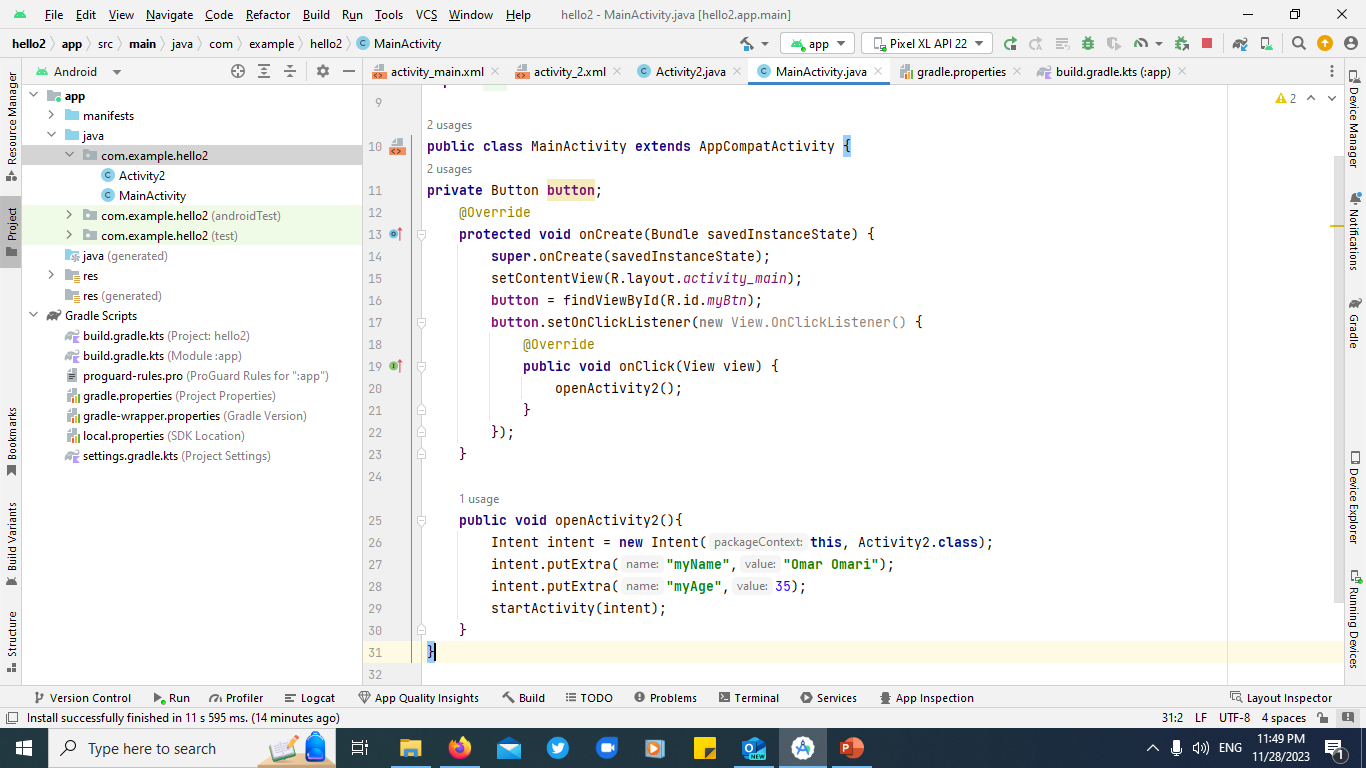 File Edit View Navigate Code Refactor Build Run Tools VCS Window Help hello2 - MainActivity.java [hello2.app.main]
hello2 app src main java com example hello2 MainActivity app Pixel XL API 22
Android
activity_main.xml activity_2.xml Activity2.java MainActivity.java gradle.properties build.gradle.kts (:app)
Resource Manager
Project
Bookmarks
Build Variants
Structure
app
manifests
java
com.example.hello2
Activity2
MainActivity
com.example.hello2 (androidTest)
com.example.hello2 (test)
java (generated)
res
res (generated)
Gradle Scripts
build.gradle.kts (Project: hello2)
build.gradle.kts (Module :app)
proguard-rules.pro (ProGuard Rules for ":app")
gradle.properties (Project Properties)
gradle-wrapper.properties (Gradle Version)
local.properties (SDK Location)
settings.gradle.kts (Project Settings)
2
9
2 usages
10 public class MainActivity extends AppCompatActivity {
2 usages
11 private Button button;
12 @Override
13 protected void onCreate(Bundle savedInstanceState) {
14 super.onCreate(savedInstanceState);
15 setContentView(R.layout.activity_main);
16 button = findViewById(R.id.myBtn);
17 button.setOnClickListener(new View.OnClickListener() {
18 @Override
19 public void onClick(View view) {
20 openActivity2();
21 }
22 });
23 }
24
1 usage
25 public void openActivity2(){
26 Intent intent = new Intent( packageContext: this, Activity2.class);
27 intent.putExtra( name: "myName", value: "Omar Omari");
28 intent.putExtra( name: "myAge", value: 35);
29 startActivity(intent);
30 }
31 }
32
Device Manager
Notifications
Gradle
Device Explorer
Running Devices
Version Control Run Profiler Logcat App Quality Insights Build TODO Problems Terminal Services App Inspection Layout Inspector
Install successfully finished in 11 s 595 ms. (14 minutes ago) 31:2 LF UTF-8 4 spaces
Type here to search
NEW
ENG
11:49 PM
11/28/2023
1